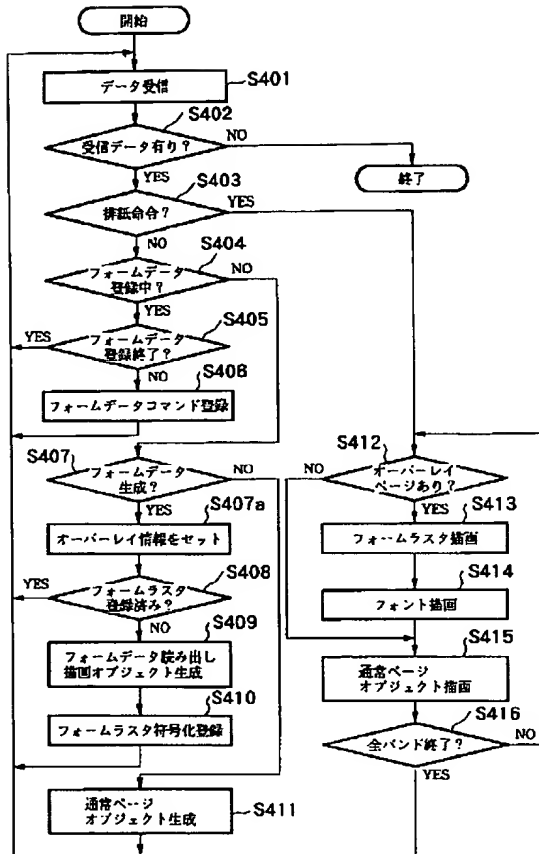 開始
データ受信
S401
S402
受信データ有り?
NO
YES
終了
S403
排紙命令?
YES
NO
S404
フォームデータ
登録中?
NO
YES
S405
YES
フォームデータ
登録終了?
NO
S406
フォームデータコマンド登録
S407
フォームデータ
生成?
NO
YES
S407a
オーバーレイ情報をセット
S408
YES
フォームラスタ
登録済み?
NO
S409
フォームデータ読み出し
描画オブジェクト生成
S410
フォームラスタ符号化登録
通常ページ
オブジェクト生成
S411
S412
NO
オーバーレイ
ページあり?
YES
S413
フォームラスタ描画
S414
フォント描画
S415
通常ページ
オブジェクト描画
S416
全バンド終了?
NO
YES